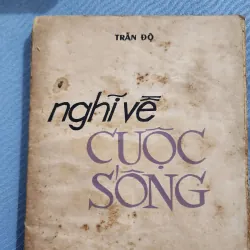 TRẦN ĐỘ
nghĩ về
CUỘC
SỐNG